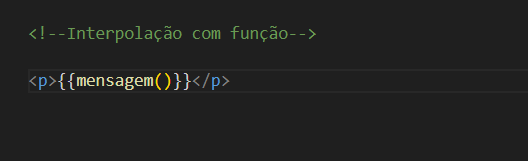 <!--Interpolação com função-->
<p>{{mensagem()}}</p>